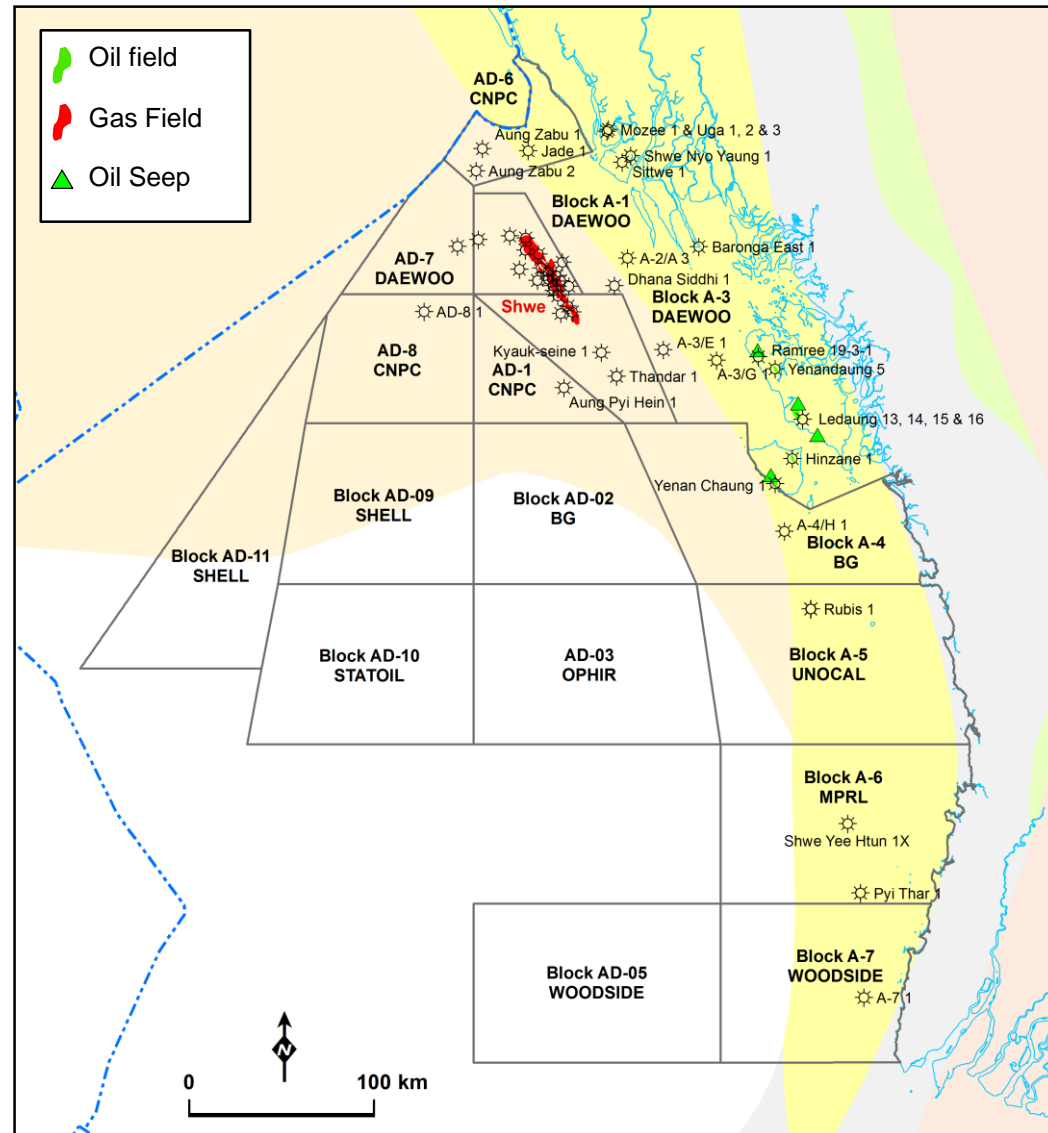 Oil field
Gas Field
Oil Seep
AD-6
CNPC
Aung Zabu 1
Jade 1
Aung Zabu 2
Mozee 1 & Uga 1, 2 & 3
Shwe Nyo Yaung 1
Sittwe 1
Block A-1
DAEWOO
Baronga East 1
A-2/A 3
Dhana Siddhi 1
AD-7
DAEWOO
Block A-3
DAEWOO
Shwe
AD-8 1
AD-8
CNPC
Kyauk-seine 1
AD-1
CNPC
A-3/E 1
Thandar 1
Aung Pyi Hein 1
A-3/G 1
Ramree 19-3-1
Yenandaung 5
Ledaung 13, 14, 15 & 16
Hinzane 1
Yenan Chaung 1
Block AD-09
SHELL
Block AD-02
BG
A-4/H 1
Block A-4
BG
Block AD-11
SHELL
Rubis 1
Block AD-10
STATOIL
AD-03
OPHIR
Block A-5
UNOCAL
Block A-6
MPRL
Shwe Yee Htun 1X
Pyi Thar 1
Block AD-05
WOODSIDE
Block A-7
WOODSIDE
A-7 1
N
0 100 km